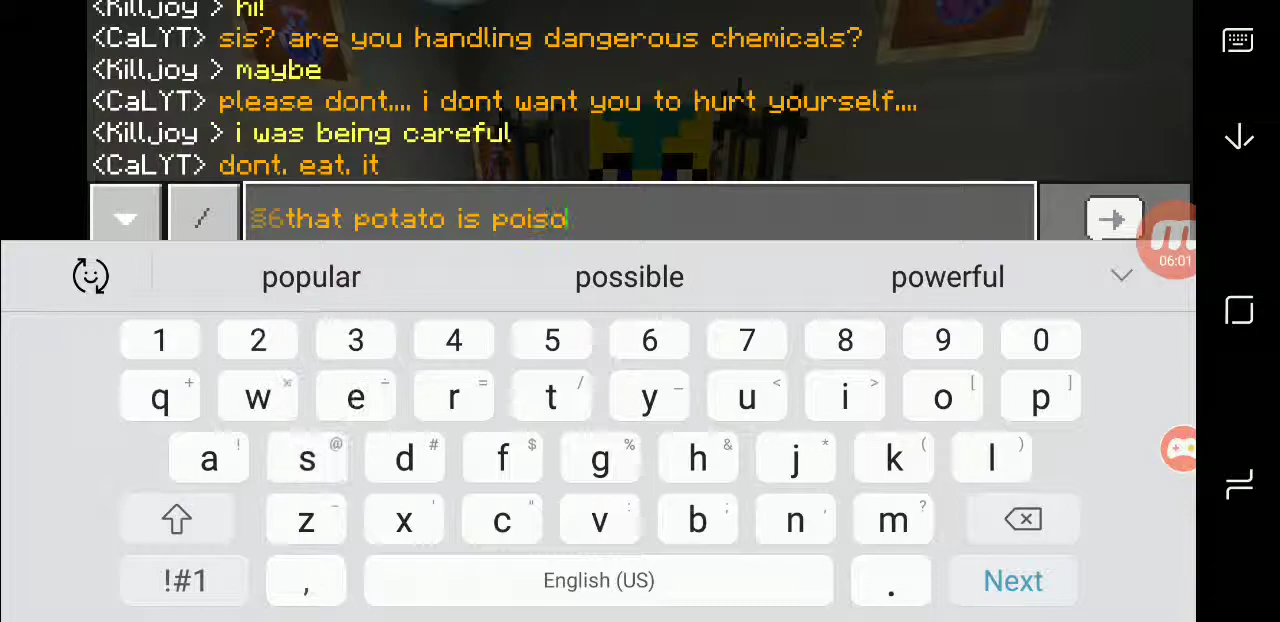 <Killjoy > hi!
<CaLYT> sis? are you handling dangerous chemicals?
<Killjoy > maybe
<CaLYT> please dont.... i dont want you to hurt yourself....
<Killjoy > i was being careful
<CaLYT> dont. eat. it
/ §6that potato is poiso
06:01
popular possible powerful
1 2 3 4 5 6 7 8 9 0
q + w × e ÷ r = t / y _ u < i > o [ p ]
a ! s @ d # f $ g % h & j * k ( l )
z - x ' c " v : b ; n , m ?
!#1 , English (US) . Next